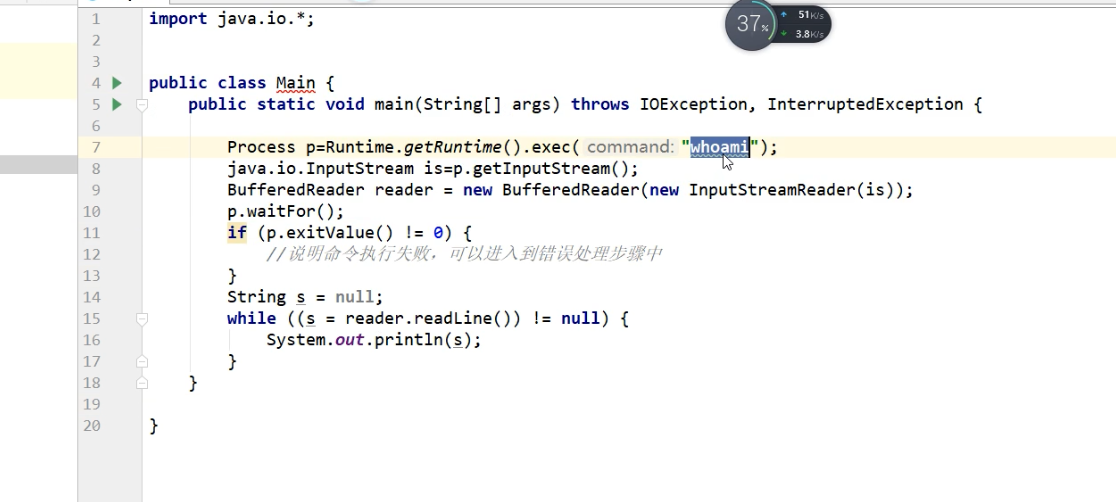 37%
51K/s
3.8K/s
1 import java.io.*;
2
3
4 public class Main {
5 public static void main(String[] args) throws IOException, InterruptedException {
6
7 Process p=Runtime.getRuntime().exec( command: "whoami");
8 java.io.InputStream is=p.getInputStream();
9 BufferedReader reader = new BufferedReader(new InputStreamReader(is));
10 p.waitFor();
11 if (p.exitValue() != 0) {
12 //说明命令执行失败，可以进入到错误处理步骤中
13 }
14 String s = null;
15 while ((s = reader.readLine()) != null) {
16 System.out.println(s);
17 }
18 }
19
20 }